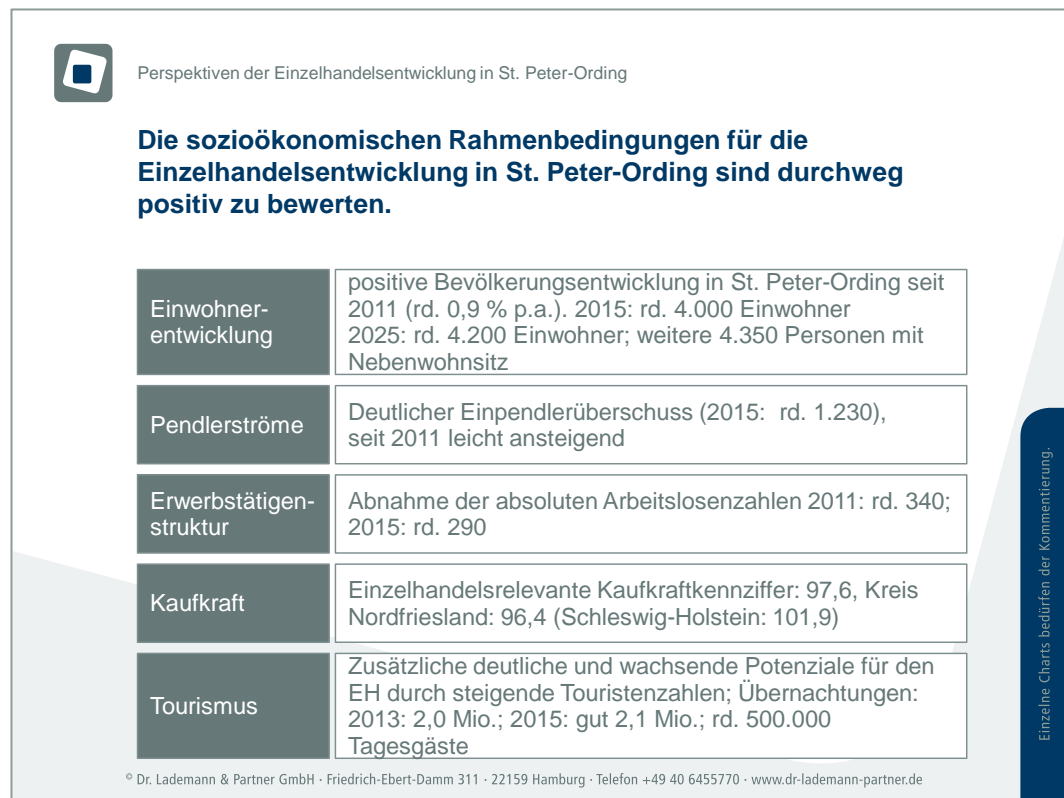 Perspektiven der Einzelhandelsentwicklung in St. Peter-Ording
Die sozioökonomischen Rahmenbedingungen für die
Einzelhandelsentwicklung in St. Peter-Ording sind durchweg
positiv zu bewerten.
Einwohner-
entwicklung
positive Bevölkerungsentwicklung in St. Peter-Ording seit
2011 (rd. 0,9 % p.a.). 2015: rd. 4.000 Einwohner
2025: rd. 4.200 Einwohner; weitere 4.350 Personen mit
Nebenwohnsitz
Pendlerströme
Deutlicher Einpendlerüberschuss (2015: rd. 1.230),
seit 2011 leicht ansteigend
Erwerbstätigen-
struktur
Abnahme der absoluten Arbeitslosenzahlen 2011: rd. 340;
2015: rd. 290
Kaufkraft
Einzelhandelsrelevante Kaufkraftkennziffer: 97,6, Kreis
Nordfriesland: 96,4 (Schleswig-Holstein: 101,9)
Tourismus
Zusätzliche deutliche und wachsende Potenziale für den
EH durch steigende Touristenzahlen; Übernachtungen:
2013: 2,0 Mio.; 2015: gut 2,1 Mio.; rd. 500.000
Tagesgäste
Einzelne Charts bedürfen der Kommentierung.
© Dr. Lademann & Partner GmbH · Friedrich-Ebert-Damm 311 · 22159 Hamburg · Telefon +49 40 6455770 · www.dr-lademann-partner.de